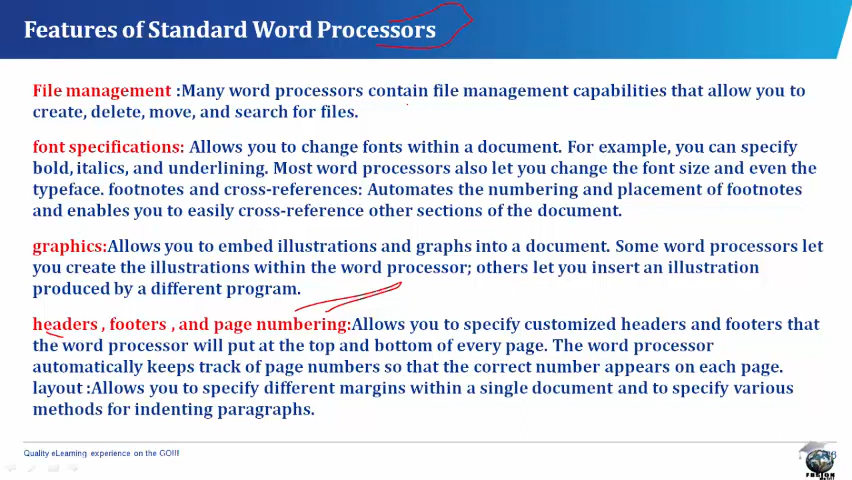 Features of Standard Word Processors
File management :Many word processors contain file management capabilities that allow you to
create, delete, move, and search for files.
font specifications: Allows you to change fonts within a document. For example, you can specify
bold, italics, and underlining. Most word processors also let you change the font size and even the
typeface. footnotes and cross-references: Automates the numbering and placement of footnotes
and enables you to easily cross-reference other sections of the document.
graphics:Allows you to embed illustrations and graphs into a document. Some word processors let
you create the illustrations within the word processor; others let you insert an illustration
produced by a different program.
headers , footers , and page numbering:Allows you to specify customized headers and footers that
the word processor will put at the top and bottom of every page. The word processor
automatically keeps track of page numbers so that the correct number appears on each page.
layout :Allows you to specify different margins within a single document and to specify various
methods for indenting paragraphs.
Quality eLearning experience on the GO!!!